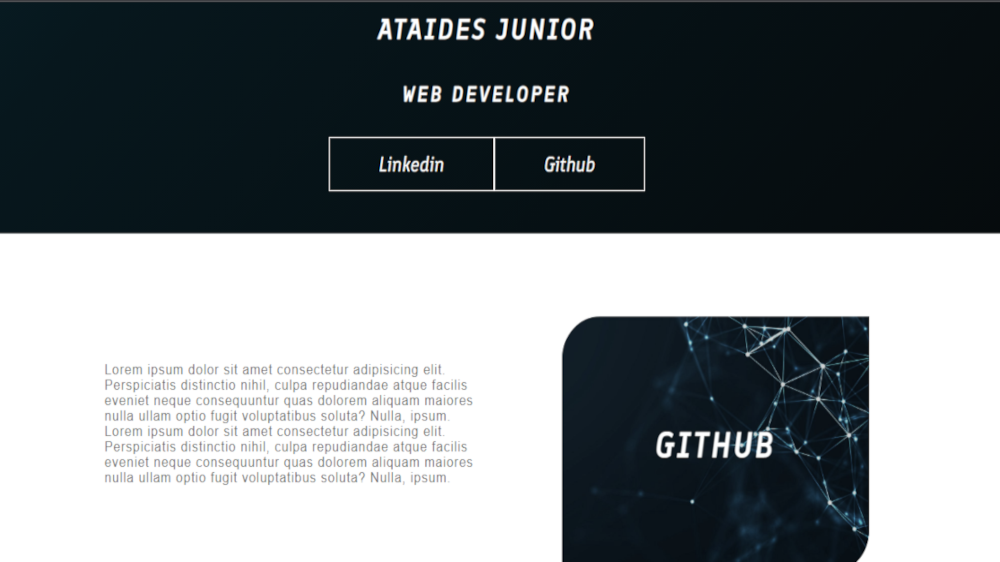 ATAIDES JUNIOR
WEB DEVELOPER
Linkedin
Github
Lorem ipsum dolor sit amet consectetur adipisicing elit.
Perspiciatis distinctio nihil, culpa repudiandae atque facilis
eveniet neque consequuntur quas dolorem aliquam maiores
nulla ullam optio fugit voluptatibus soluta? Nulla, ipsum.
Lorem ipsum dolor sit amet consectetur adipisicing elit.
Perspiciatis distinctio nihil, culpa repudiandae atque facilis
eveniet neque consequuntur quas dolorem aliquam maiores
nulla ullam optio fugit voluptatibus soluta? Nulla, ipsum.
GITHUB